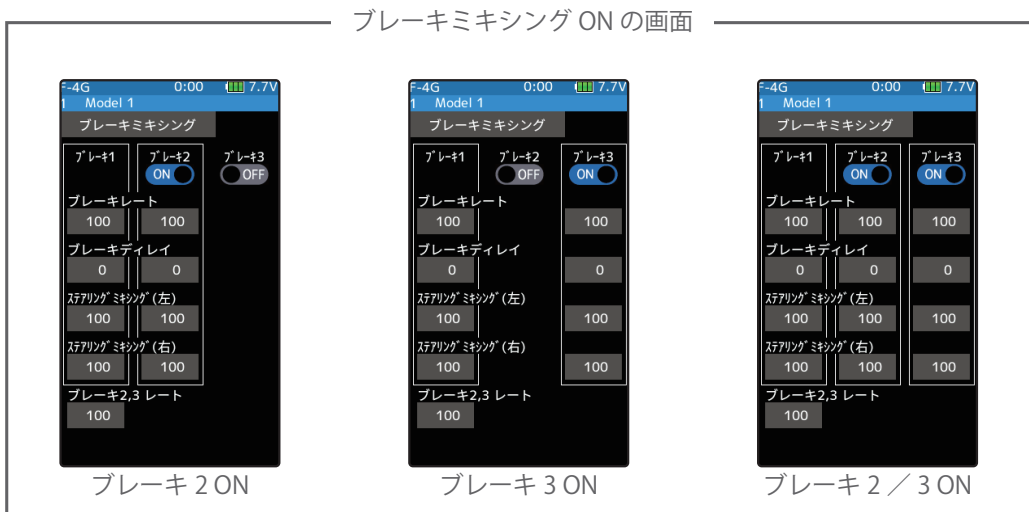 ブレーキミキシング ON の画面
F-4G 0:00 7.7V
1 Model 1
ブレーキミキシング
ﾌﾞﾚｰｷ1 ﾌﾞﾚｰｷ2 ﾌﾞﾚｰｷ3
ON OFF
ブレーキレート
100 100
ブレーキディレイ
0 0
ｽﾃｱﾘﾝｸﾞﾐｷｼﾝｸﾞ(左)
100 100
ｽﾃｱﾘﾝｸﾞﾐｷｼﾝｸﾞ(右)
100 100
ブレーキ2,3 レート
100
ブレーキ 2 ON
F-4G 0:00 7.7V
1 Model 1
ブレーキミキシング
ﾌﾞﾚｰｷ1 ﾌﾞﾚｰｷ2 ﾌﾞﾚｰｷ3
OFF ON
ブレーキレート
100 100
ブレーキディレイ
0 0
ｽﾃｱﾘﾝｸﾞﾐｷｼﾝｸﾞ(左)
100 100
ｽﾃｱﾘﾝｸﾞﾐｷｼﾝｸﾞ(右)
100 100
ブレーキ2,3 レート
100
ブレーキ 3 ON
F-4G 0:00 7.7V
1 Model 1
ブレーキミキシング
ﾌﾞﾚｰｷ1 ﾌﾞﾚｰｷ2 ﾌﾞﾚｰｷ3
ON ON
ブレーキレート
100 100 100
ブレーキディレイ
0 0 0
ｽﾃｱﾘﾝｸﾞﾐｷｼﾝｸﾞ(左)
100 100 100
ｽﾃｱﾘﾝｸﾞﾐｷｼﾝｸﾞ(右)
100 100 100
ブレーキ2,3 レート
100
ブレーキ 2 ／ 3 ON